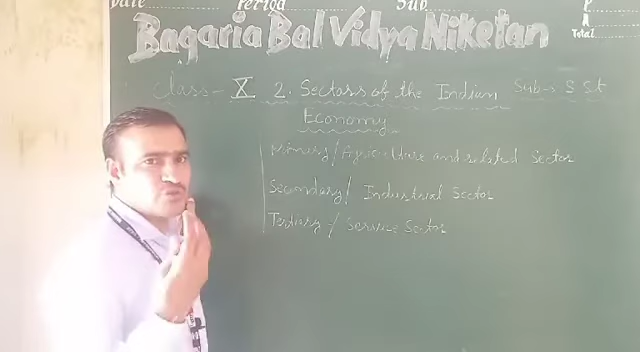 Date Period Sub P
A
Total
Bagaria Bal Vidya Niketan
Class - X 2. Sectors of the Indian Sub - S St
Economy
Primary / Agriculture and related Sector
Secondary / Industrial Sector
Tertiary / Service Sector